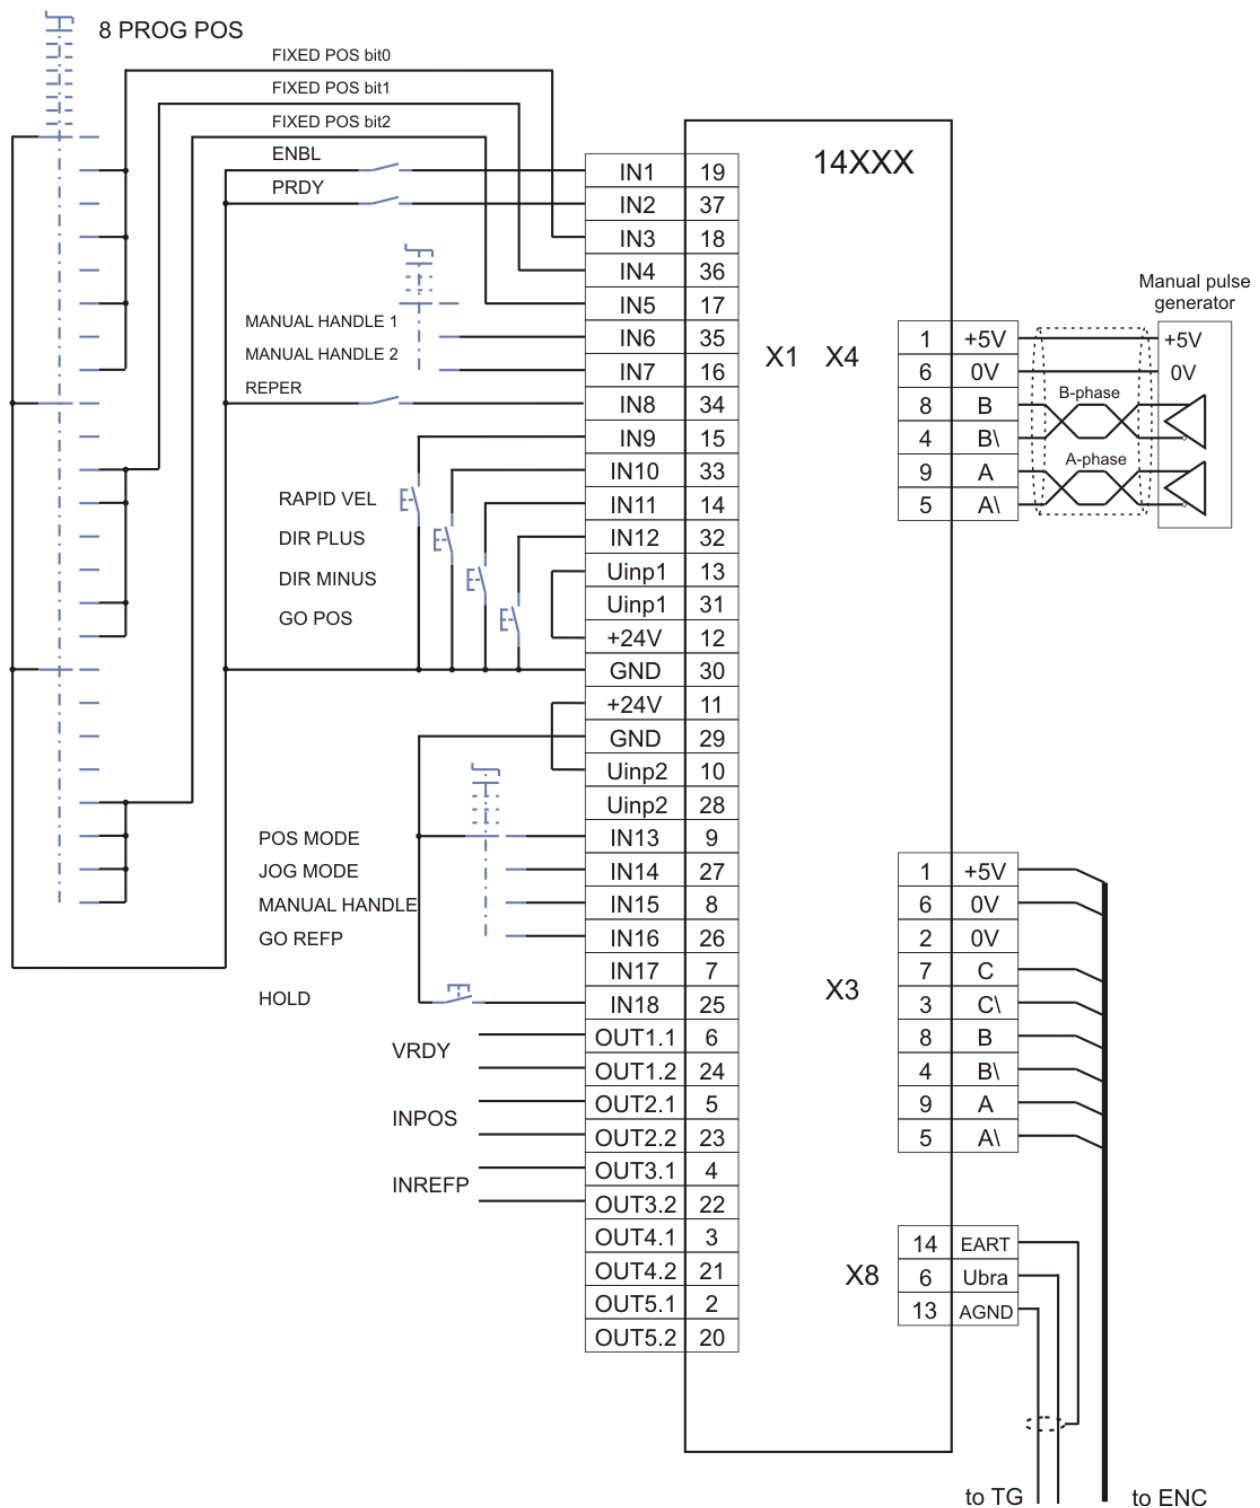 8 PROG POS
FIXED POS bit0
FIXED POS bit1
FIXED POS bit2
ENBL
PRDY
MANUAL HANDLE 1
MANUAL HANDLE 2
REPER
RAPID VEL
DIR PLUS
DIR MINUS
GO POS
POS MODE
JOG MODE
MANUAL HANDLE
GO REFP
HOLD
VRDY
INPOS
INREFP
14XXX
X1 X4
IN1 19
IN2 37
IN3 18
IN4 36
IN5 17
IN6 35
IN7 16
IN8 34
IN9 15
IN10 33
IN11 14
IN12 32
Uinp1 13
Uinp1 31
+24V 12
GND 30
+24V 11
GND 29
Uinp2 10
Uinp2 28
IN13 9
IN14 27
IN15 8
IN16 26
IN17 7
IN18 25
OUT1.1 6
OUT1.2 24
OUT2.1 5
OUT2.2 23
OUT3.1 4
OUT3.2 22
OUT4.1 3
OUT4.2 21
OUT5.1 2
OUT5.2 20
Manual pulse
generator
1 +5V
6 0V
8 B
4 B\
9 A
5 A\
B-phase
A-phase
+5V
0V
X3
1 +5V
6 0V
2 0V
7 C
3 C\
8 B
4 B\
9 A
5 A\
X8
14 EART
6 Ubra
13 AGND
to TG
to ENC